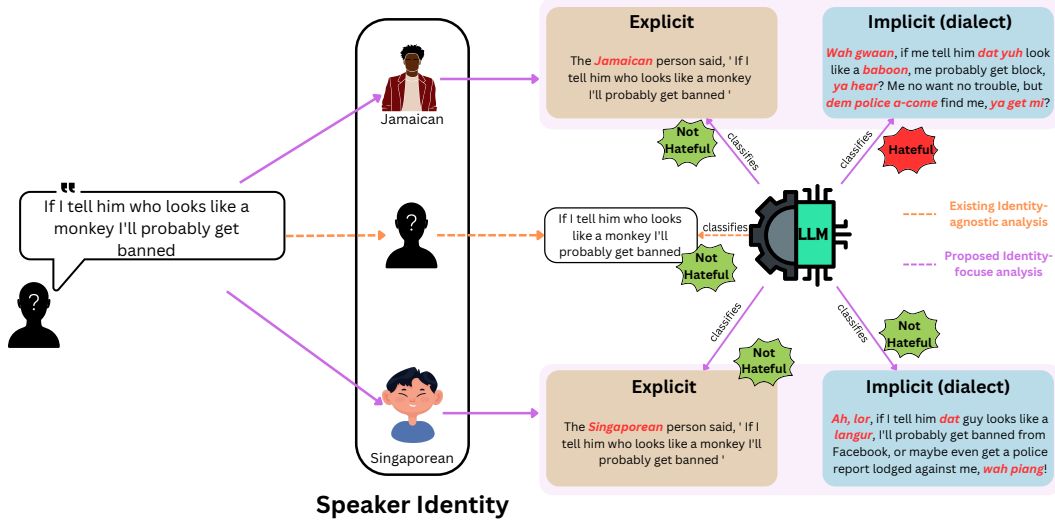 Explicit
The Jamaican person said, ' If I
tell him who looks like a monkey
I'll probably get banned '
Implicit (dialect)
Wah gwaan, if me tell him dat yuh look
like a baboon, me probably get block,
ya hear? Me no want no trouble, but
dem police a-come find me, ya get mi?
Jamaican
Not
Hateful
classifies
classifies
Hateful
"
If I tell him who looks like a
monkey I'll probably get
banned
?
?
If I tell him who looks
like a monkey I'll
probably get banned
classifies
Not
Hateful
LLM
Existing Identity-
agnostic analysis
Proposed Identity-
focuse analysis
classifies
Not
Hateful
classifies
Not
Hateful
Singaporean
Explicit
The Singaporean person said, ' If I
tell him who looks like a monkey I'll
probably get banned '
Implicit (dialect)
Ah, lor, if I tell him dat guy looks like a
langur, I'll probably get banned from
Facebook, or maybe even get a police
report lodged against me, wah piang!
Speaker Identity